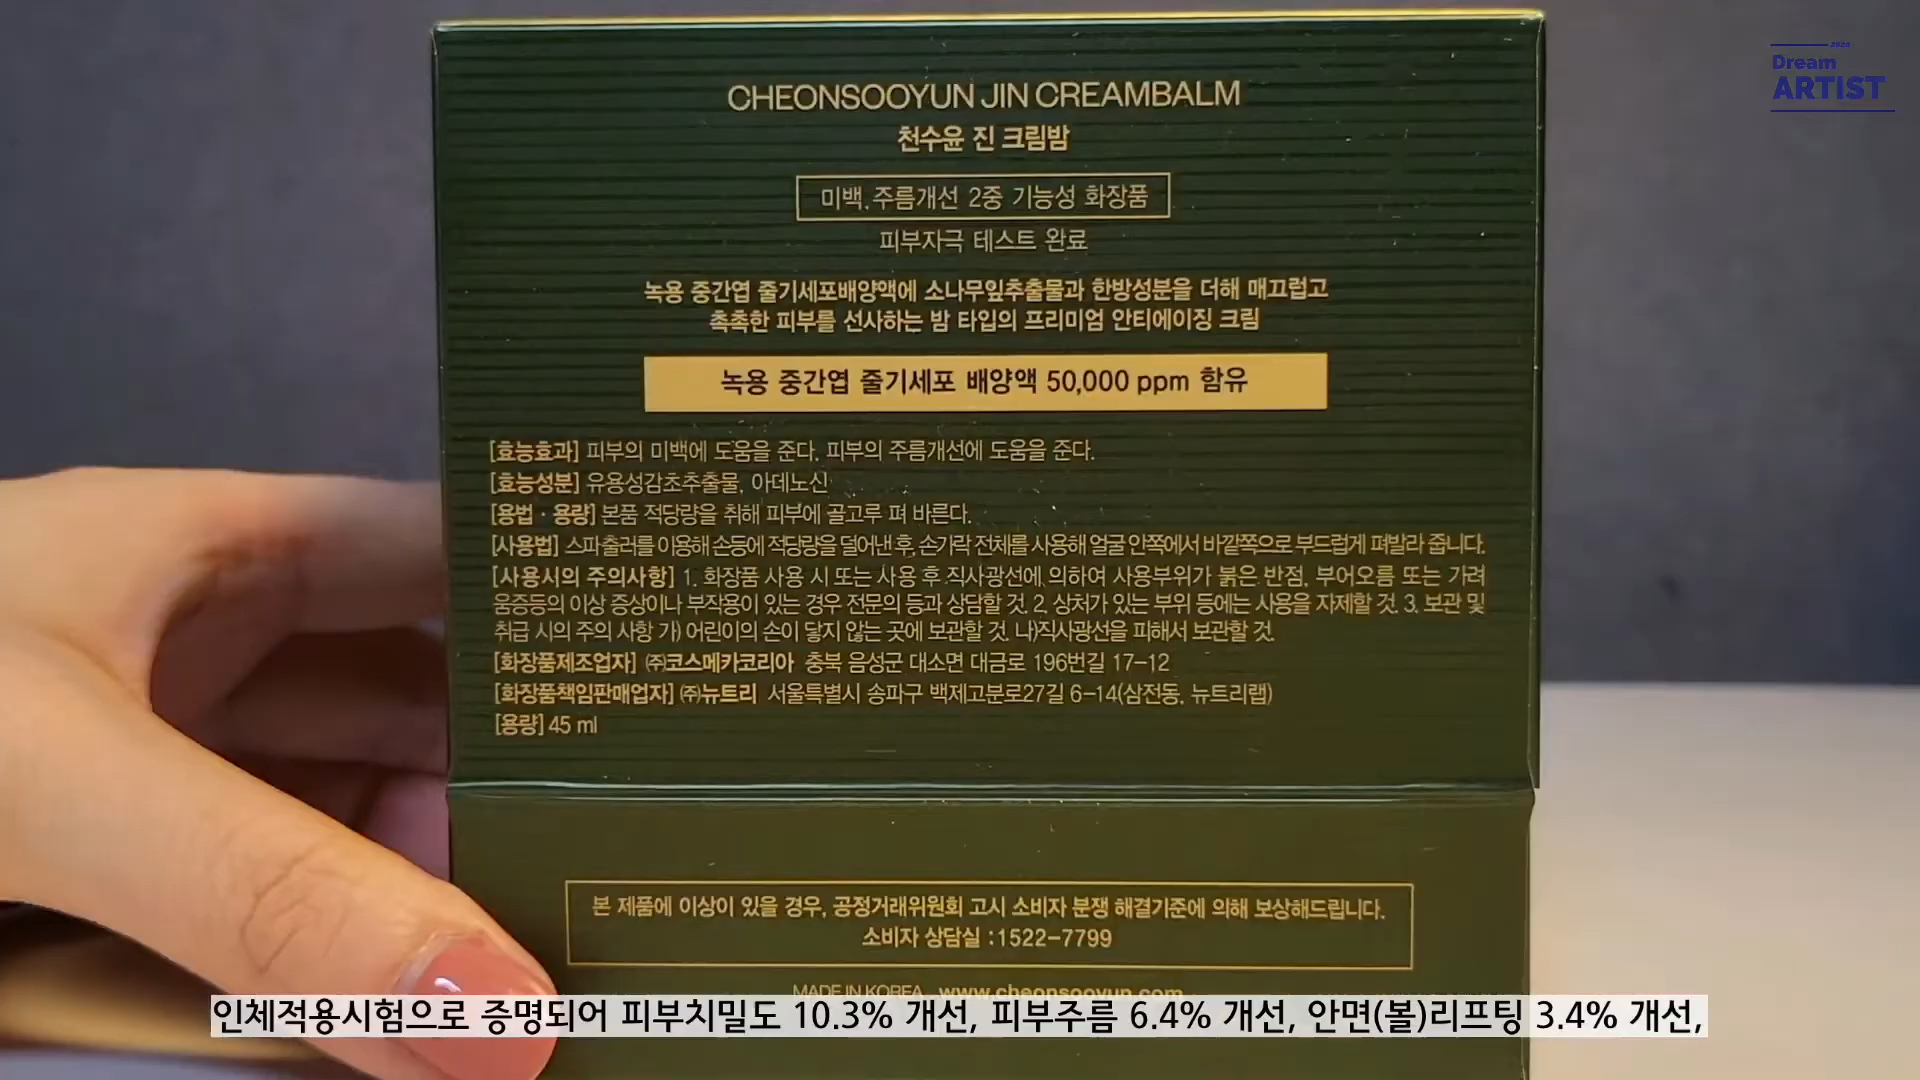 2020
Dream
ARTIST
CHEONSOOYUN JIN CREAMBALM
천수윤 진 크림밤
미백, 주름개선 2중 기능성 화장품
피부자극 테스트 완료
녹용 중간엽 줄기세포배양액에 소나무잎추출물과 한방성분을 더해 매끄럽고
촉촉한 피부를 선사하는 밤 타입의 프리미엄 안티에이징 크림
녹용 중간엽 줄기세포 배양액 50,000 ppm 함유
[효능효과] 피부의 미백에 도움을 준다. 피부의 주름개선에 도움을 준다.
[효능성분] 유용성감초추출물, 아데노신
[용법·용량] 본품 적당량을 취해 피부에 골고루 펴 바른다.
[사용법] 스파츌러를 이용해 손등에 적당량을 덜어낸 후, 손가락 전체를 사용해 얼굴 안쪽에서 바깥쪽으로 부드럽게 펴발라 줍니다.
[사용시의 주의사항] 1. 화장품 사용 시 또는 사용 후 직사광선에 의하여 사용부위가 붉은 반점, 부어오름 또는 가려
움증등의 이상 증상이나 부작용이 있는 경우 전문의 등과 상담할 것. 2. 상처가 있는 부위 등에는 사용을 자제할 것. 3. 보관 및
취급 시의 주의 사항 가) 어린이의 손이 닿지 않는 곳에 보관할 것. 나)직사광선을 피해서 보관할 것.
[화장품제조업자] ㈜코스메카코리아 충북 음성군 대소면 대금로 196번길 17-12
[화장품책임판매업자] ㈜뉴트리 서울특별시 송파구 백제고분로27길 6-14(삼전동, 뉴트리랩)
[용량] 45 ml
본 제품에 이상이 있을 경우, 공정거래위원회 고시 소비자 분쟁 해결기준에 의해 보상해드립니다.
소비자 상담실 :1522-7799
MADE IN KOREA www.cheonsooyun.com
인체적용시험으로 증명되어 피부치밀도 10.3% 개선, 피부주름 6.4% 개선, 안면(볼)리프팅 3.4% 개선,